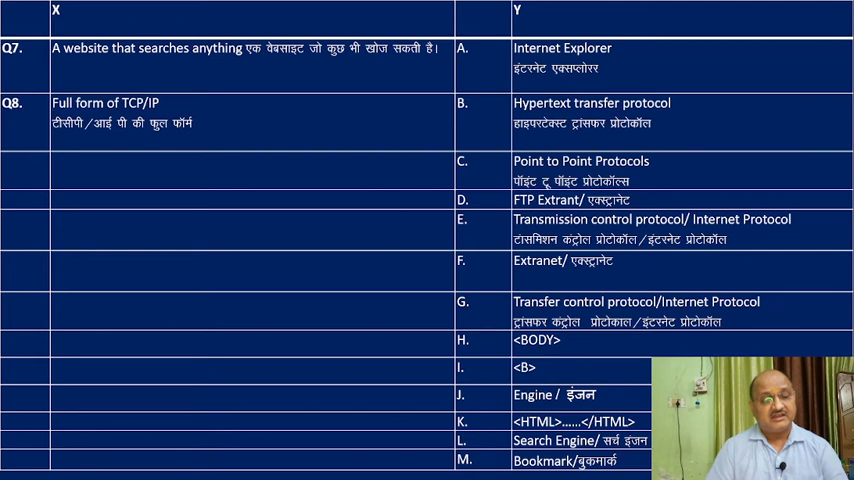 X Y
Q7. A website that searches anything एक वेबसाइट जो कुछ भी खोज सकती है। A. Internet Explorer
इंटरनेट एक्सप्लोरर
Q8. Full form of TCP/IP B. Hypertext transfer protocol
टीसीपी/आई पी की फुल फॉर्म हाइपरटेक्स्ट ट्रांसफर प्रोटोकॉल
C. Point to Point Protocols
पॉइंट टू पॉइंट प्रोटोकॉल्स
D. FTP Extrant/ एक्स्ट्रानेट
E. Transmission control protocol/ Internet Protocol
टांसमिशन कंट्रोल प्रोटोकॉल/इंटरनेट प्रोटोकॉल
F. Extranet/ एक्स्ट्रानेट
G. Transfer control protocol/Internet Protocol
ट्रांसफर कंट्रोल प्रोटोकाल/इंटरनेट प्रोटोकॉल
H. <BODY>
I. <B>
J. Engine / इंजन
K. <HTML>......</HTML>
L. Search Engine/ सर्च इंजन
M. Bookmark/बुकमार्क